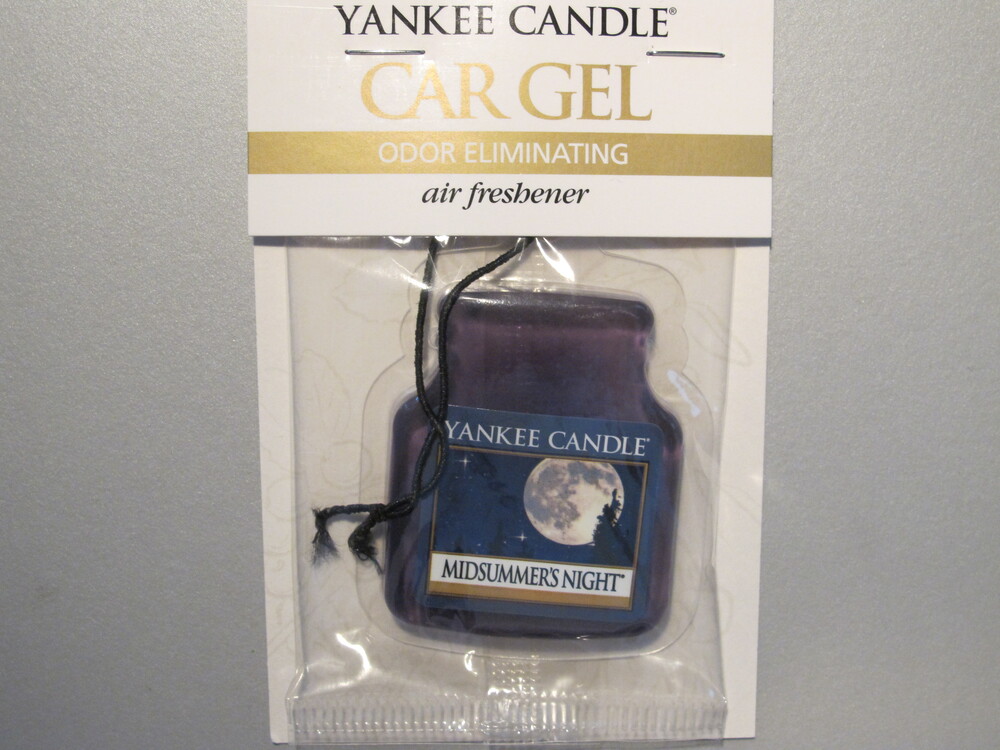 YANKEE CANDLE®
CAR GEL
ODOR ELIMINATING
air freshener
YANKEE CANDLE®
MIDSUMMER'S NIGHT®